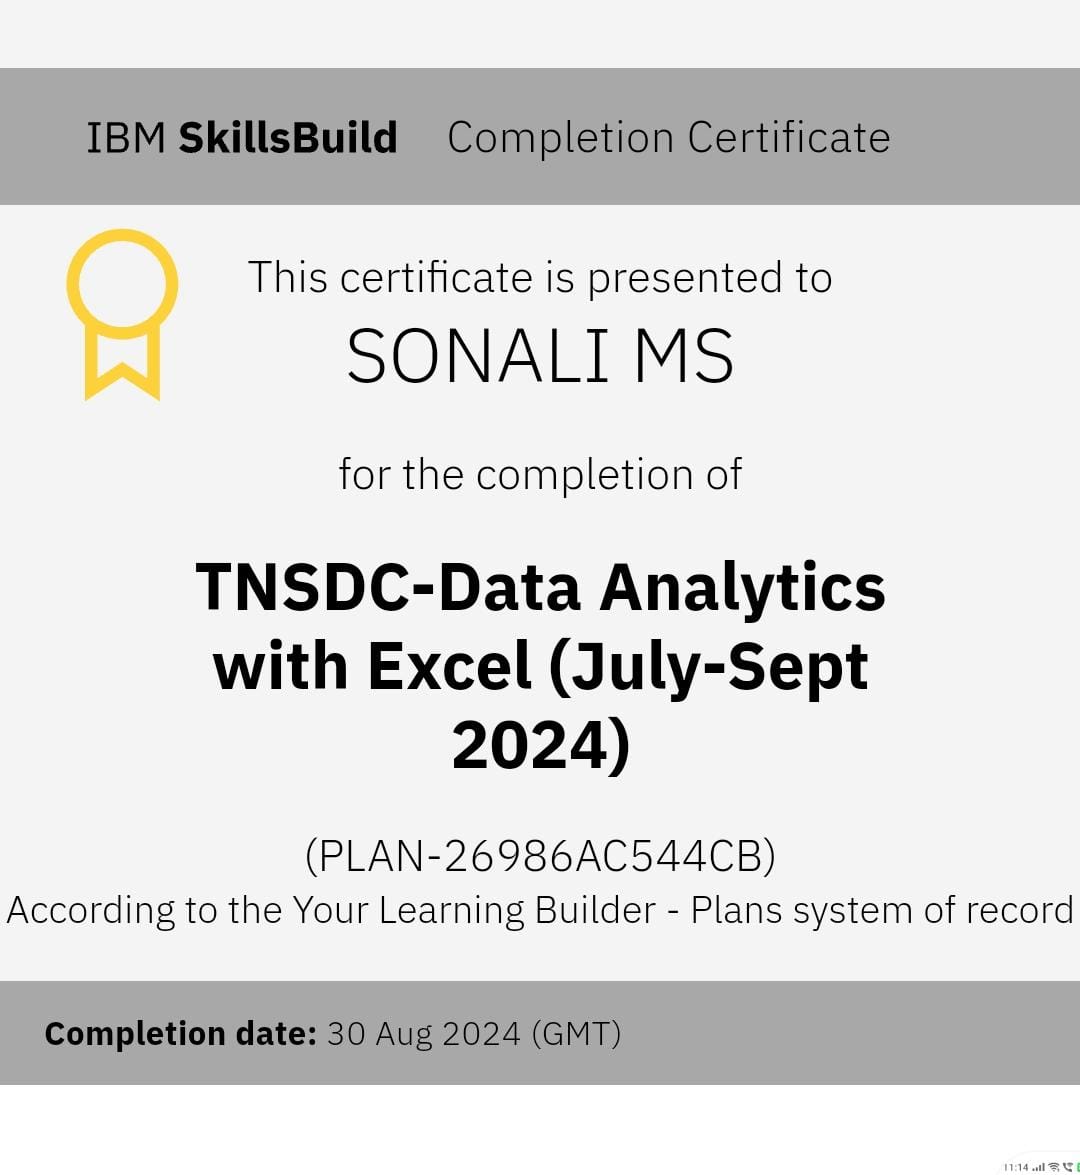 IBM SkillsBuild Completion Certificate
This certificate is presented to
SONALI MS
for the completion of
TNSDC-Data Analytics
with Excel (July-Sept
2024)
(PLAN-26986AC544CB)
According to the Your Learning Builder - Plans system of record
Completion date: 30 Aug 2024 (GMT)
11:14